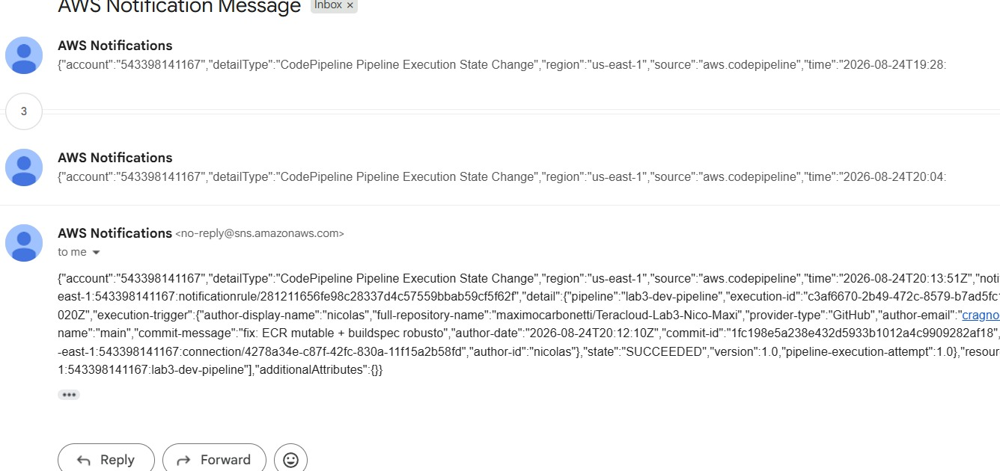 AWS Notification Message Inbox ×
AWS Notifications
{"account":"543398141167","detailType":"CodePipeline Pipeline Execution State Change","region":"us-east-1","source":"aws.codepipeline","time":"2026-08-24T19:28:
3
AWS Notifications
{"account":"543398141167","detailType":"CodePipeline Pipeline Execution State Change","region":"us-east-1","source":"aws.codepipeline","time":"2026-08-24T20:04:
AWS Notifications <no-reply@sns.amazonaws.com>
to me
{"account":"543398141167","detailType":"CodePipeline Pipeline Execution State Change","region":"us-east-1","source":"aws.codepipeline","time":"2026-08-24T20:13:51Z","noti
east-1:543398141167:notificationrule/281211656fe98c28337d4c57559bbab59cf5f62f","detail":{"pipeline":"lab3-dev-pipeline","execution-id":"c3af6670-2b49-472c-8579-b7ad5fc1
020Z","execution-trigger":{"author-display-name":"nicolas","full-repository-name":"maximocarbonetti/Teracloud-Lab3-Nico-Maxi","provider-type":"GitHub","author-email":"cragno
name":"main","commit-message":"fix: ECR mutable + buildspec robusto","author-date":"2026-08-24T20:12:10Z","commit-id":"1fc198e5a238e432d5933b1012a4c9909282af18",
-east-1:543398141167:connection/4278a34e-c87f-42fc-830a-11f15a2b58fd","author-id":"nicolas"},"state":"SUCCEEDED","version":1.0,"pipeline-execution-attempt":1.0},"resour
1:543398141167:lab3-dev-pipeline"],"additionalAttributes":{}}
Reply Forward